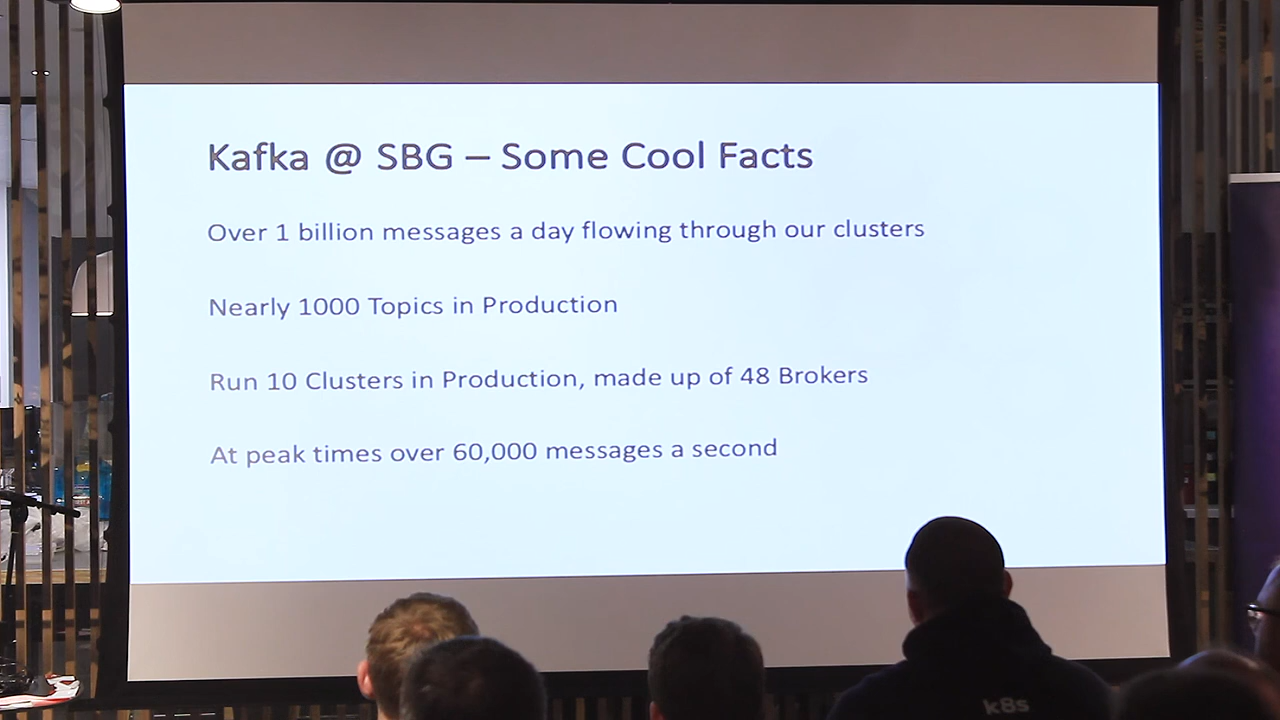 Kafka @ SBG – Some Cool Facts
Over 1 billion messages a day flowing through our clusters
Nearly 1000 Topics in Production
Run 10 Clusters in Production, made up of 48 Brokers
At peak times over 60,000 messages a second
k8s